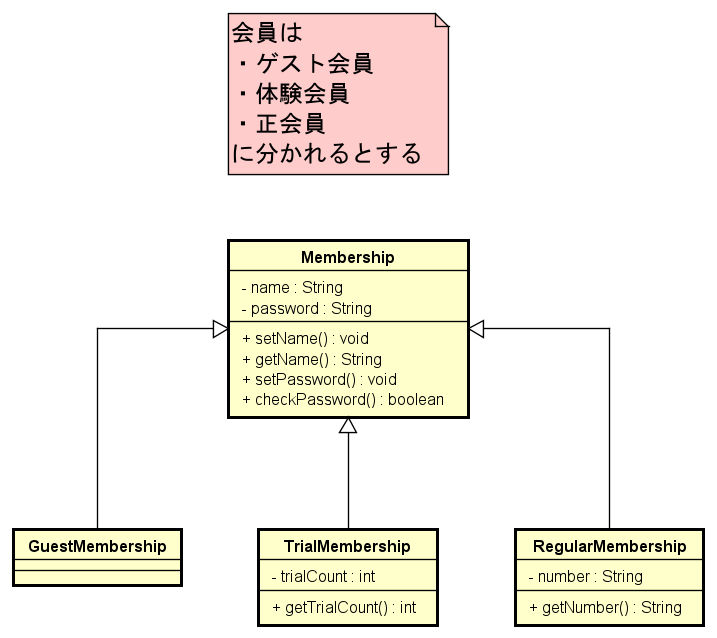 会員は
・ゲスト会員
・体験会員
・正会員
に分かれるとする
Membership
- name : String
- password : String
+ setName() : void
+ getName() : String
+ setPassword() : void
+ checkPassword() : boolean
GuestMembership
TrialMembership
- trialCount : int
+ getTrialCount() : int
RegularMembership
- number : String
+ getNumber() : String